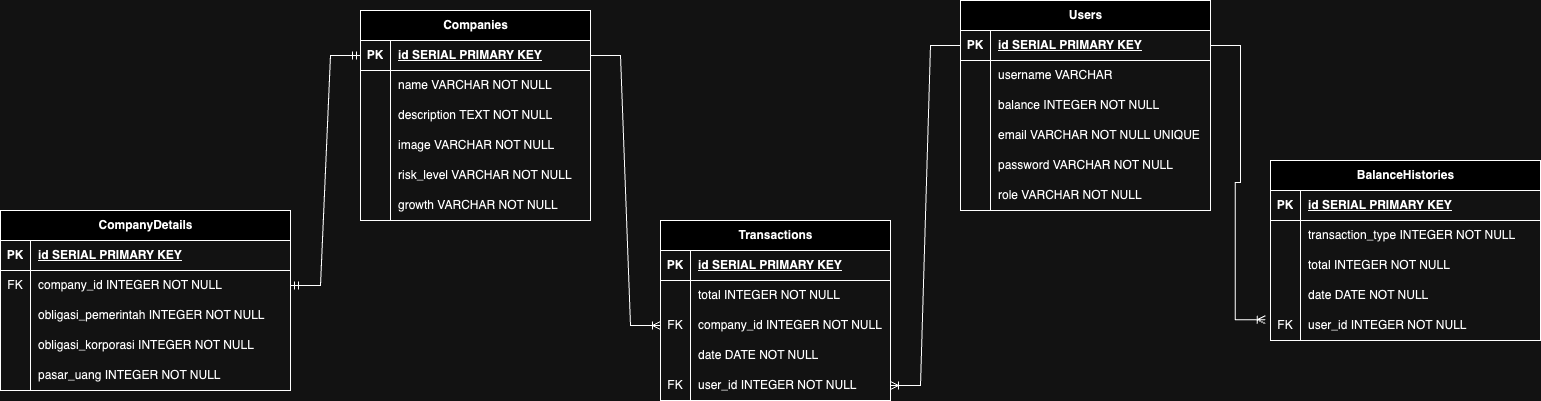 Companies
PK id SERIAL PRIMARY KEY
name VARCHAR NOT NULL
description TEXT NOT NULL
image VARCHAR NOT NULL
risk_level VARCHAR NOT NULL
growth VARCHAR NOT NULL
Users
PK id SERIAL PRIMARY KEY
username VARCHAR
balance INTEGER NOT NULL
email VARCHAR NOT NULL UNIQUE
password VARCHAR NOT NULL
role VARCHAR NOT NULL
BalanceHistories
PK id SERIAL PRIMARY KEY
transaction_type INTEGER NOT NULL
total INTEGER NOT NULL
date DATE NOT NULL
FK user_id INTEGER NOT NULL
CompanyDetails
PK id SERIAL PRIMARY KEY
FK company_id INTEGER NOT NULL
obligasi_pemerintah INTEGER NOT NULL
obligasi_korporasi INTEGER NOT NULL
pasar_uang INTEGER NOT NULL
Transactions
PK id SERIAL PRIMARY KEY
total INTEGER NOT NULL
FK company_id INTEGER NOT NULL
date DATE NOT NULL
FK user_id INTEGER NOT NULL